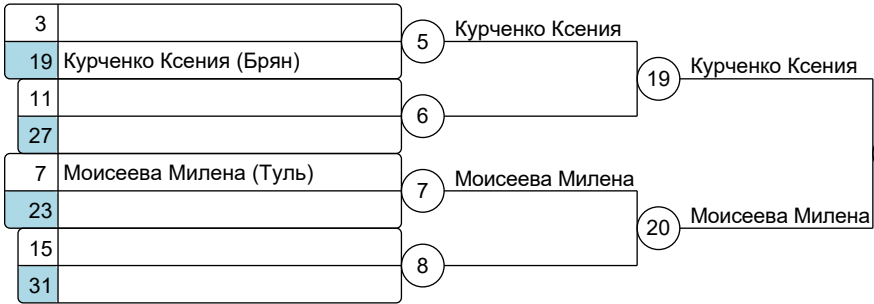 3
19 Курченко Ксения (Брян)
11
27
7 Моисеева Милена (Туль)
23
15
31
5 Курченко Ксения
6
7 Моисеева Милена
8
19 Курченко Ксения
20 Моисеева Милена